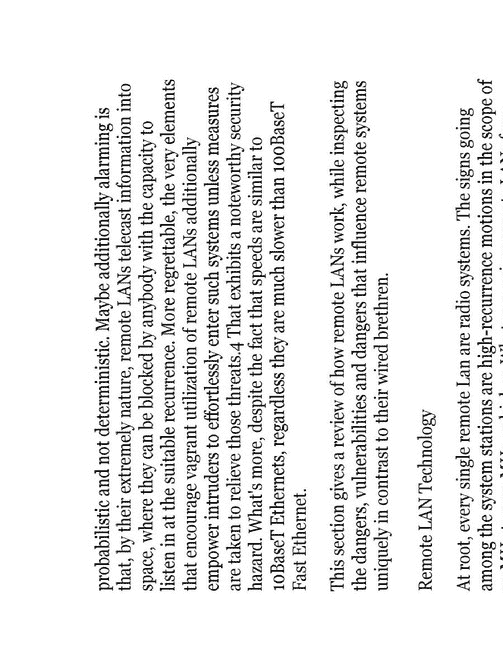 probabilistic and not deterministic. Maybe additionally alarming is
that, by their extremely nature, remote LANs telecast information into
space, where they can be blocked by anybody with the capacity to
listen in at the suitable recurrence. More regrettable, the very elements
that encourage vagrant utilization of remote LANs additionally
empower intruders to effortlessly enter such systems unless measures
are taken to relieve those threats.4 That exhibits a noteworthy security
hazard. What's more, despite the fact that speeds are similar to
10BaseT Ethernets, regardless they are much slower than 100BaseT
Fast Ethernet.
This section gives a review of how remote LANs work, while inspecting
the dangers, vulnerabilities and dangers that influence remote systems
uniquely in contrast to their wired brethren.
Remote LAN Technology
At root, every single remote Lan are radio systems. The signs going
among the system stations are high-recurrence motions in the scope of